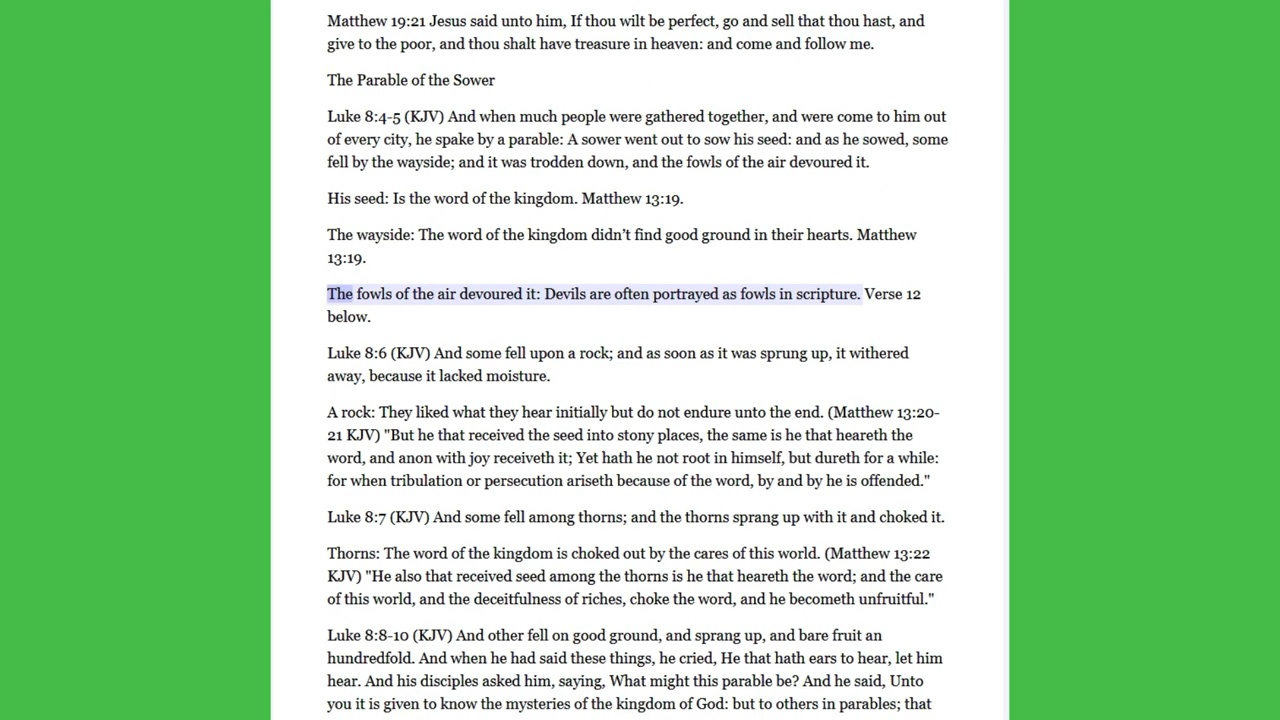 Matthew 19:21 Jesus said unto him, If thou wilt be perfect, go and sell that thou hast, and
give to the poor, and thou shalt have treasure in heaven: and come and follow me.
The Parable of the Sower
Luke 8:4-5 (KJV) And when much people were gathered together, and were come to him out
of every city, he spake by a parable: A sower went out to sow his seed: and as he sowed, some
fell by the wayside; and it was trodden down, and the fowls of the air devoured it.
His seed: Is the word of the kingdom. Matthew 13:19.
The wayside: The word of the kingdom didn’t find good ground in their hearts. Matthew
13:19.
The fowls of the air devoured it: Devils are often portrayed as fowls in scripture. Verse 12
below.
Luke 8:6 (KJV) And some fell upon a rock; and as soon as it was sprung up, it withered
away, because it lacked moisture.
A rock: They liked what they hear initially but do not endure unto the end. (Matthew 13:20-
21 KJV) "But he that received the seed into stony places, the same is he that heareth the
word, and anon with joy receiveth it; Yet hath he not root in himself, but dureth for a while:
for when tribulation or persecution ariseth because of the word, by and by he is offended."
Luke 8:7 (KJV) And some fell among thorns; and the thorns sprang up with it and choked it.
Thorns: The word of the kingdom is choked out by the cares of this world. (Matthew 13:22
KJV) "He also that received seed among the thorns is he that heareth the word; and the care
of this world, and the deceitfulness of riches, choke the word, and he becometh unfruitful."
Luke 8:8-10 (KJV) And other fell on good ground, and sprang up, and bare fruit an
hundredfold. And when he had said these things, he cried, He that hath ears to hear, let him
hear. And his disciples asked him, saying, What might this parable be? And he said, Unto
you it is given to know the mysteries of the kingdom of God: but to others in parables; that